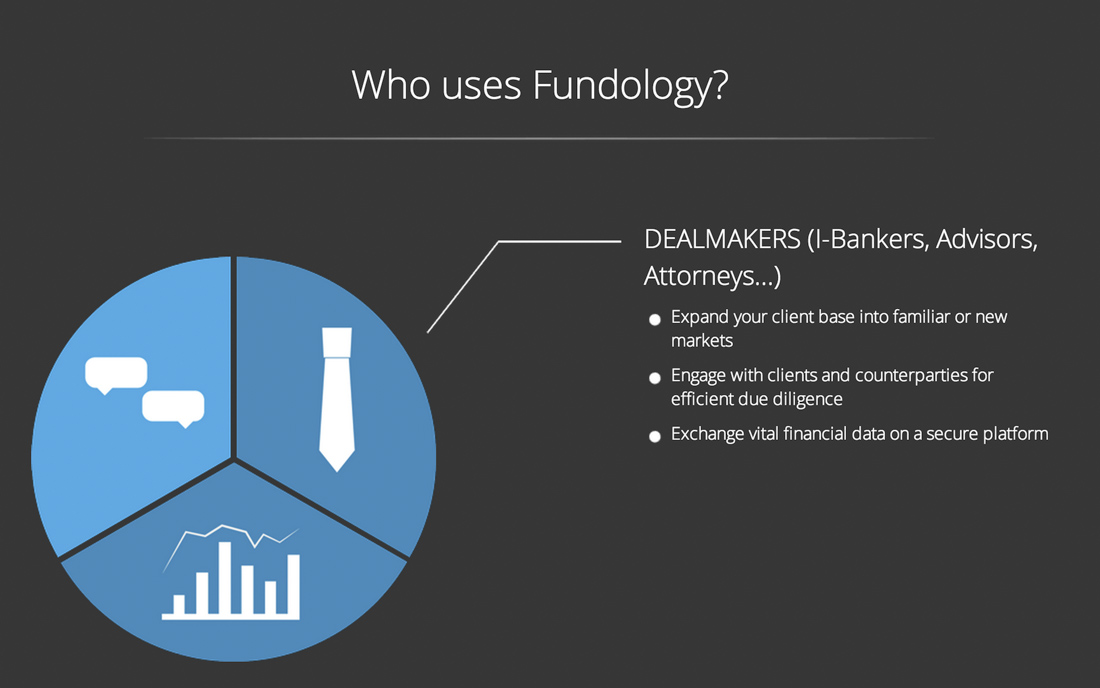 Who uses Fundology?
DEALMAKERS (I-Bankers, Advisors,
Attorneys...)
Expand your client base into familiar or new
markets
Engage with clients and counterparties for
efficient due diligence
Exchange vital financial data on a secure platform